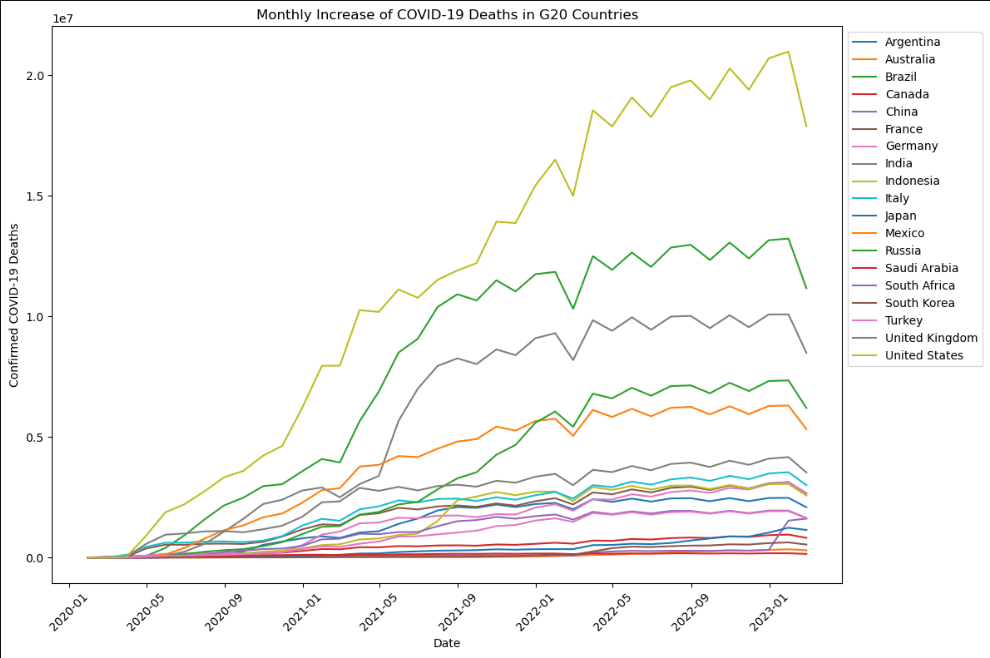 Monthly Increase of COVID-19 Deaths in G20 Countries
1e7
2.0
1.5
1.0
0.5
0.0
Confirmed COVID-19 Deaths
2020-01
2020-05
2020-09
2021-01
2021-05
2021-09
2022-01
2022-05
2022-09
2023-01
Date
Argentina
Australia
Brazil
Canada
China
France
Germany
India
Indonesia
Italy
Japan
Mexico
Russia
Saudi Arabia
South Africa
South Korea
Turkey
United Kingdom
United States